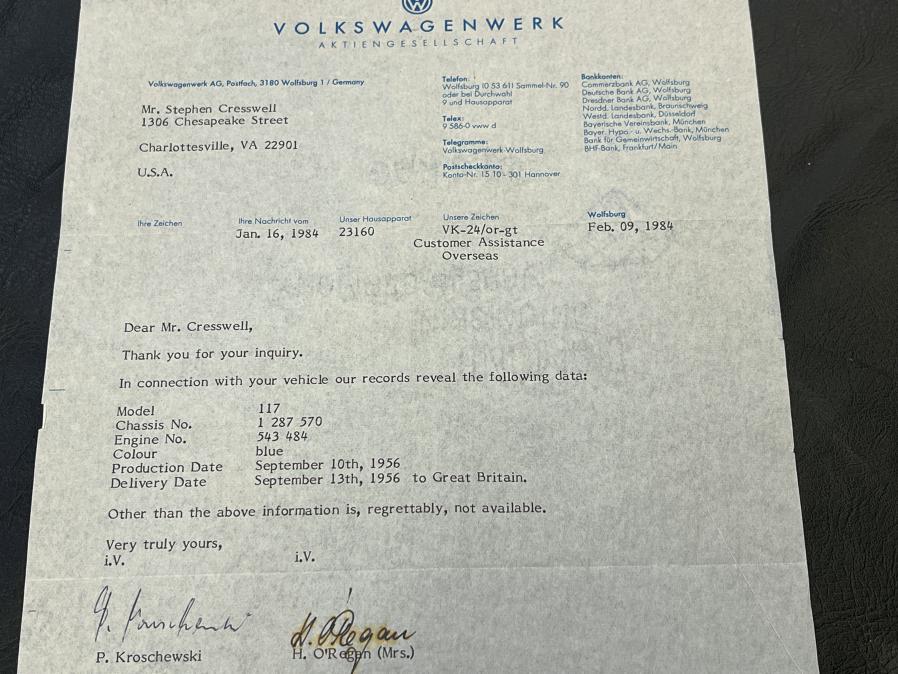 VOLKSWAGENWERK
AKTIENGESELLSCHAFT
Volkswagenwerk AG, Postfach, 3180 Wolfsburg 1 / Germany
Mr. Stephen Cresswell
1306 Chesapeake Street
Charlottesville, VA 22901
U.S.A.
Telefon:
Wolfsburg (0 53 61) Sammel-Nr. 90
oder bei Durchwahl
9 und Hausapparat
Telex:
9 586-0 vww d
Telegramme:
Volkswagenwerk Wolfsburg
Postscheckkonto:
Konto-Nr. 15 10 - 301 Hannover
Bankkonten:
Commerzbank AG, Wolfsburg
Deutsche Bank AG, Wolfsburg
Dresdner Bank AG, Wolfsburg
Nordd. Landesbank, Braunschweig
Westd. Landesbank, Düsseldorf
Bayerische Vereinsbank, München
Bayer. Hypo.- u. Wechs.-Bank, München
Bank für Gemeinwirtschaft, Wolfsburg
BHF-Bank, Frankfurt/Main
Ihre Zeichen
Ihre Nachricht vom
Jan. 16, 1984
Unser Hausapparat
23160
Unsere Zeichen
VK-24/or-gt
Customer Assistance
Overseas
Wolfsburg
Feb. 09, 1984
Dear Mr. Cresswell,
Thank you for your inquiry.
In connection with your vehicle our records reveal the following data:
Model 117
Chassis No. 1 287 570
Engine No. 543 484
Colour blue
Production Date September 10th, 1956
Delivery Date September 13th, 1956 to Great Britain.
Other than the above information is, regrettably, not available.
Very truly yours,
i.V. i.V.
P. Kroschewski H. O'Regan (Mrs.)